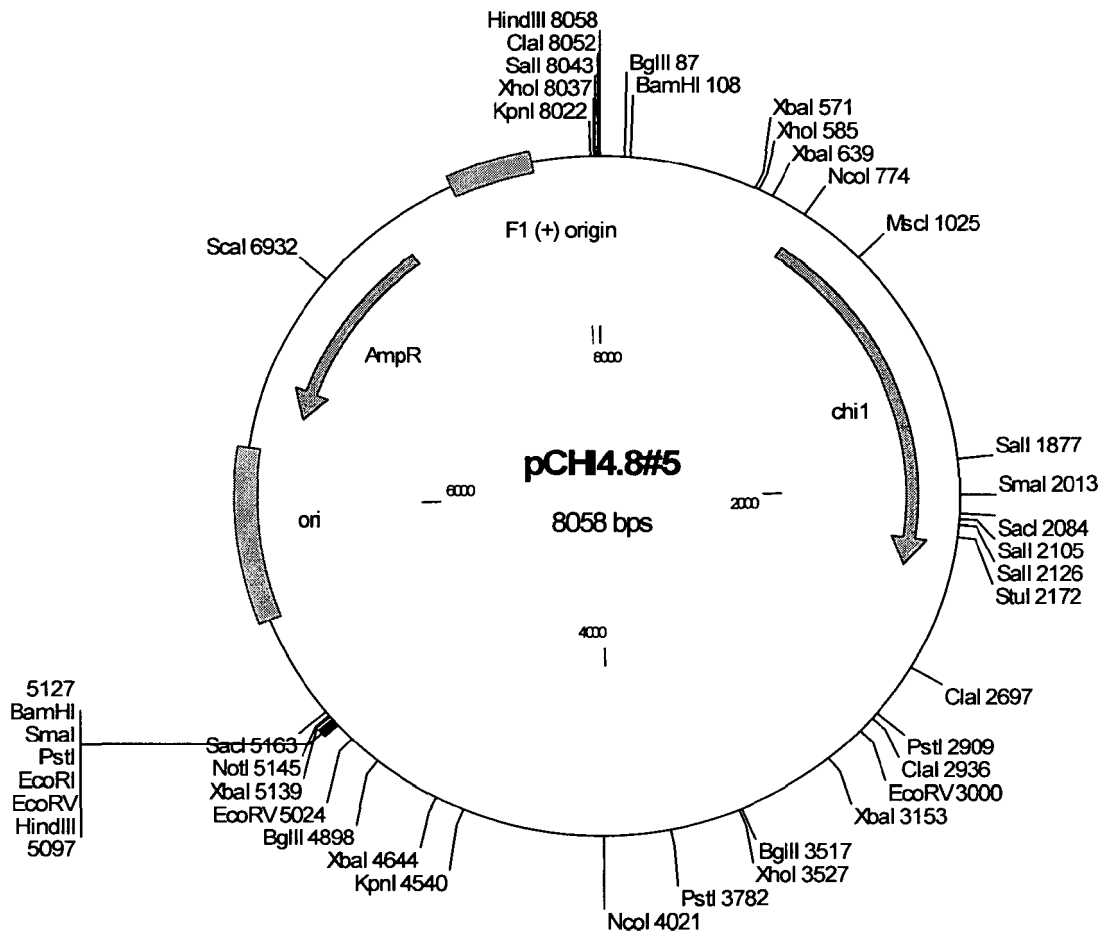 HindIII 8058
ClaI 8052
SalI 8043
XhoI 8037
KpnI 8022
BglII 87
BamHI 108
XbaI 571
XhoI 585
XbaI 639
NcoI 774
MscI 1025
F1 (+) origin
ScaI 6932
AmpR
8000
chi1
SalI 1877
SmaI 2013
SacI 2084
SalI 2105
SalI 2126
StuI 2172
pCHI4.8#5
8058 bps
6000
2000
ori
4000
ClaI 2697
PstI 2909
ClaI 2936
EcoRV 3000
XbaI 3153
BglII 3517
XhoI 3527
PstI 3782
NcoI 4021
KpnI 4540
XbaI 4644
BglII 4898
EcoRV 5024
XbaI 5139
NotI 5145
SacI 5163
5127
BamHI
SmaI
PstI
EcoRI
EcoRV
HindIII
5097